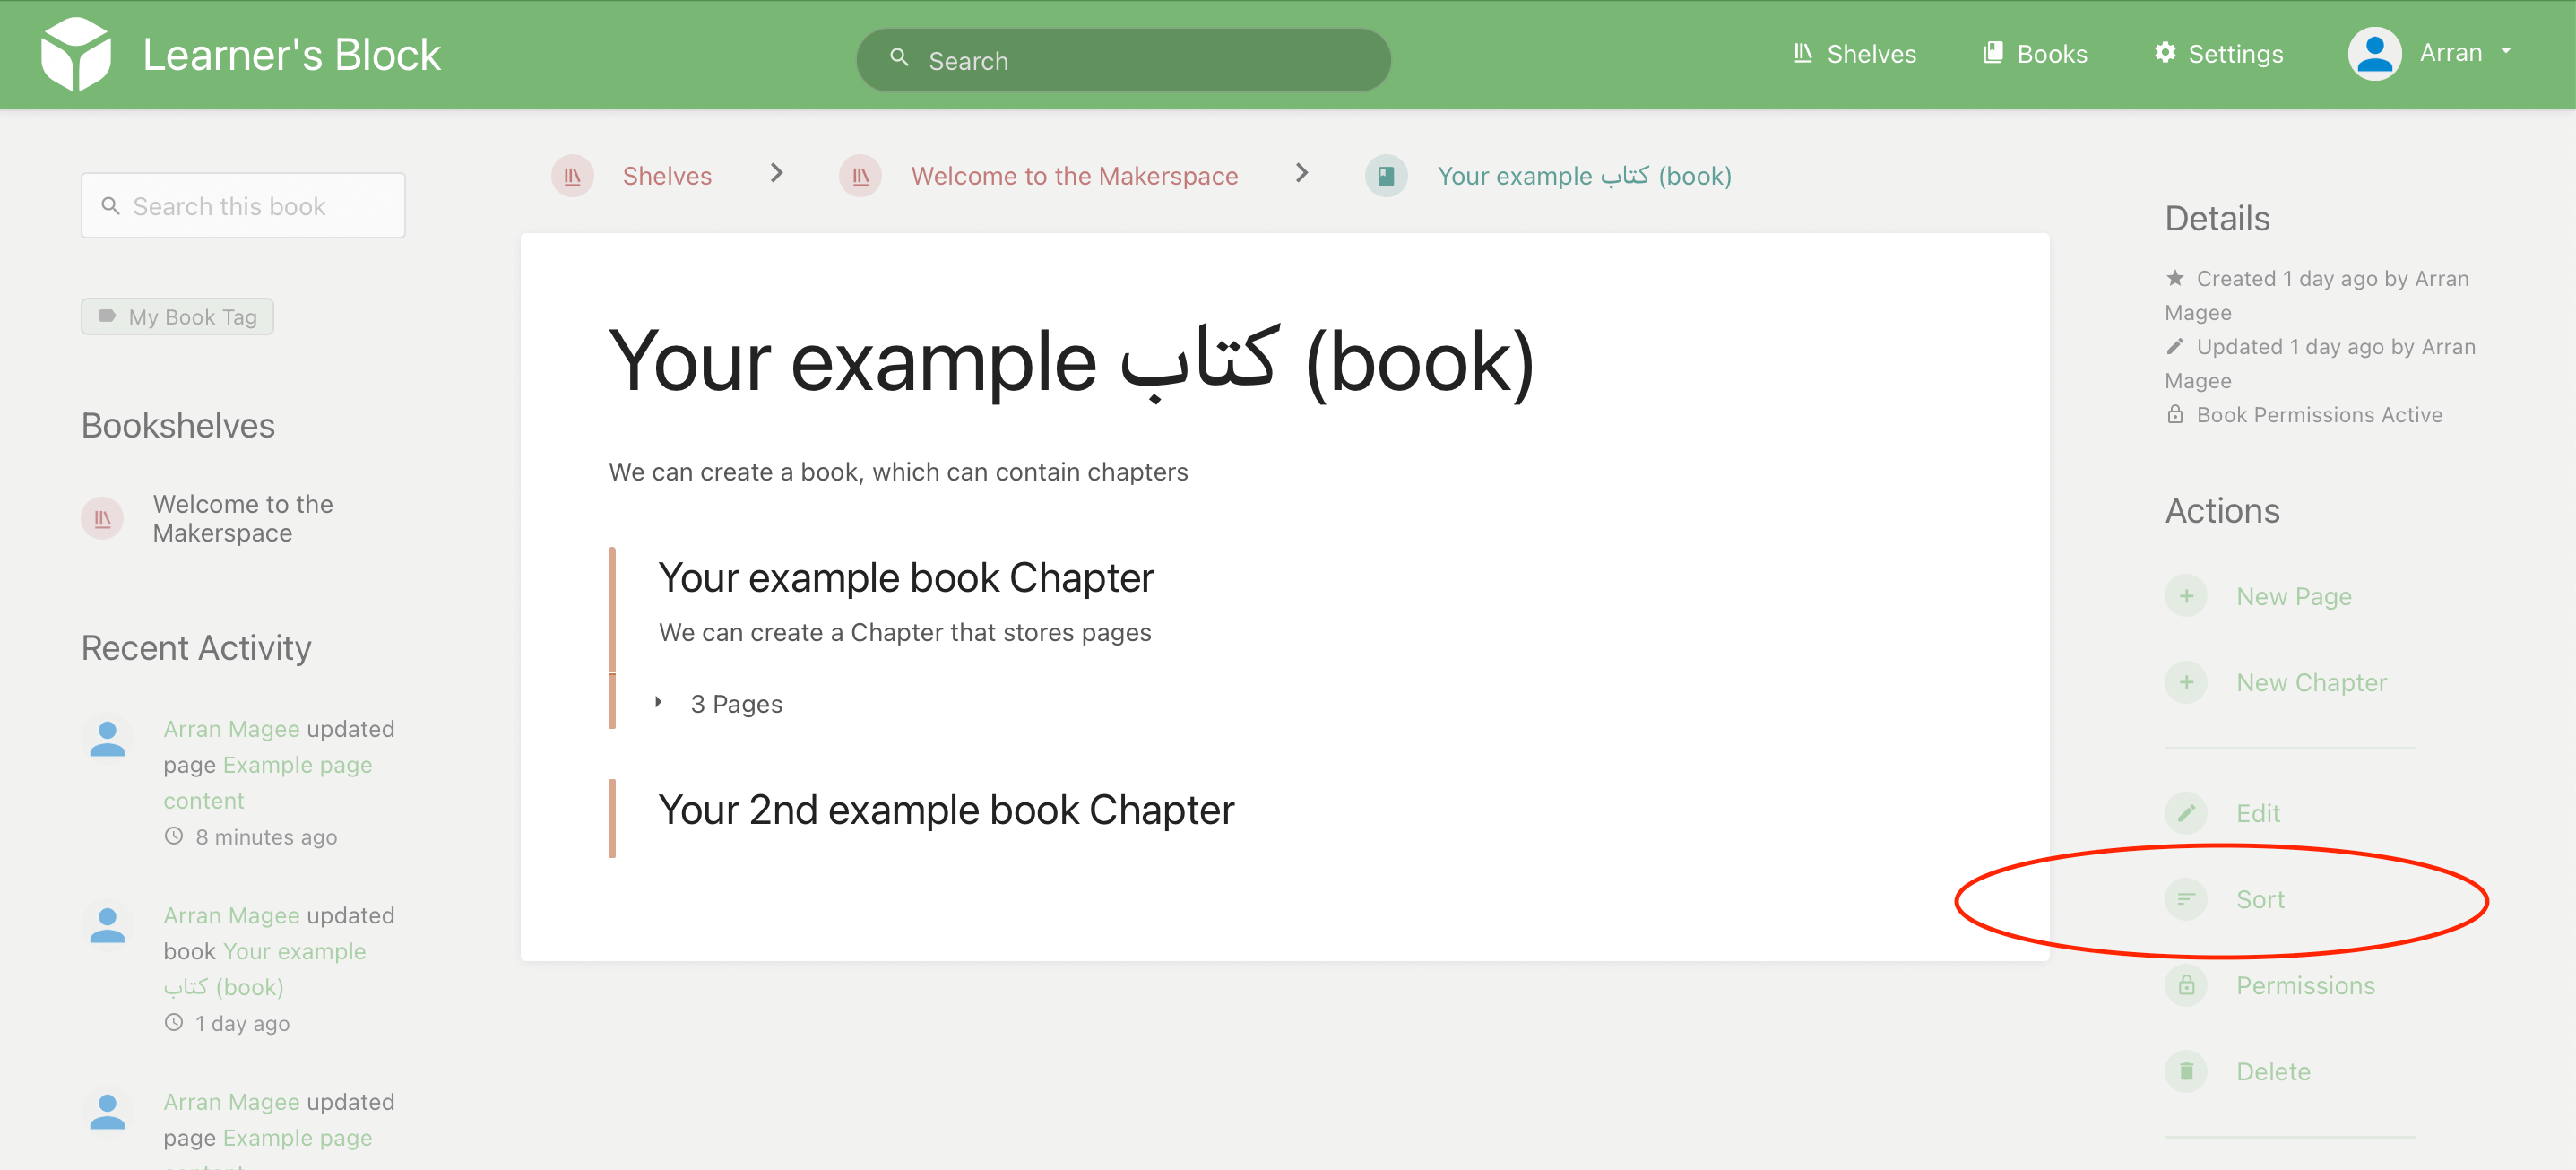 Learner's Block
Search
Shelves
Books
Settings
Arran
Shelves
Welcome to the Makerspace
Your example كتاب (book)
Search this book
My Book Tag
Bookshelves
Welcome to the
Makerspace
Recent Activity
Arran Magee updated
page Example page
content
8 minutes ago
Arran Magee updated
book Your example
كتاب (book)
1 day ago
Arran Magee updated
page Example page
Your example كتاب (book)
We can create a book, which can contain chapters
Your example book Chapter
We can create a Chapter that stores pages
3 Pages
Your 2nd example book Chapter
Details
Created 1 day ago by Arran
Magee
Updated 1 day ago by Arran
Magee
Book Permissions Active
Actions
New Page
New Chapter
Edit
Sort
Permissions
Delete